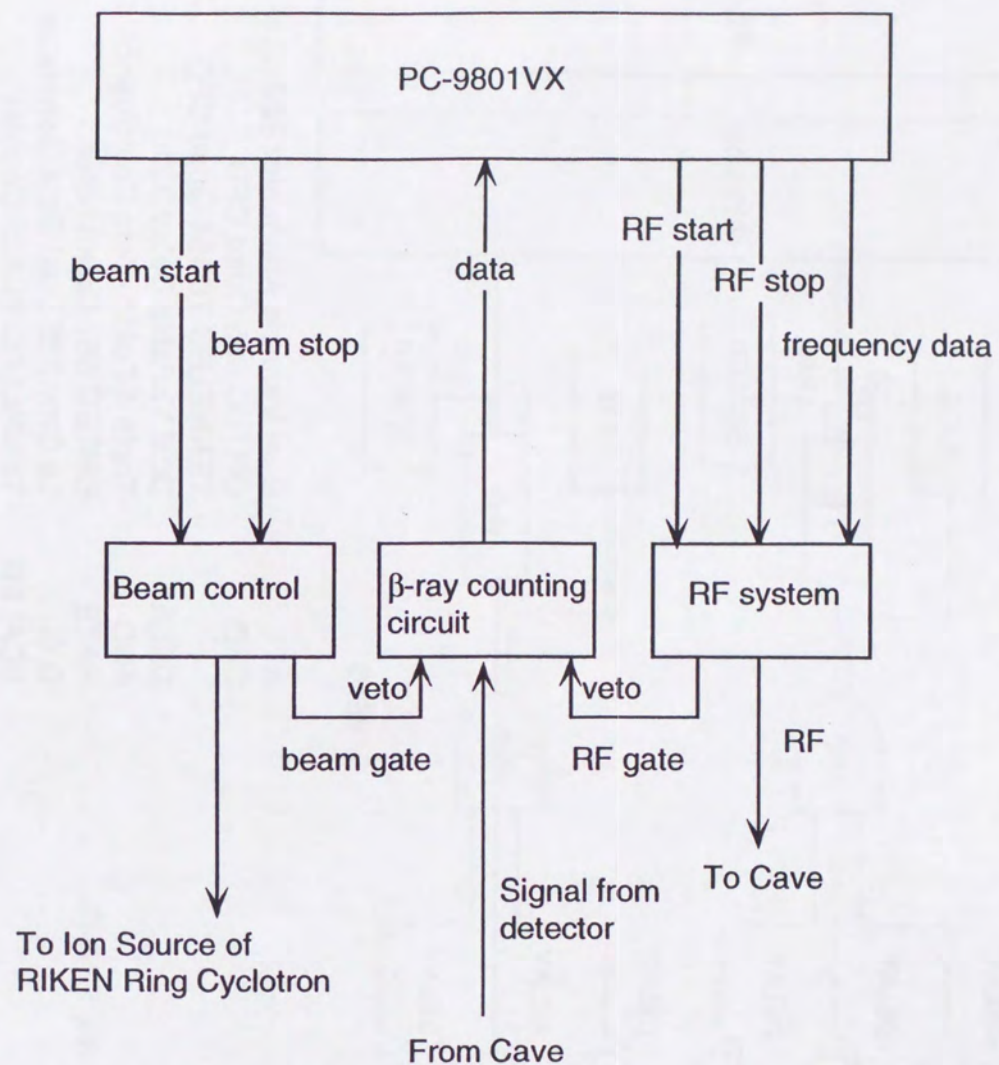 PC-9801VX
beam start
beam stop
data
RF start
RF stop
frequency data
Beam control
β-ray counting
circuit
RF system
veto
beam gate
veto
RF gate
RF
To Ion Source of
RIKEN Ring Cyclotron
Signal from
detector
To Cave
From Cave